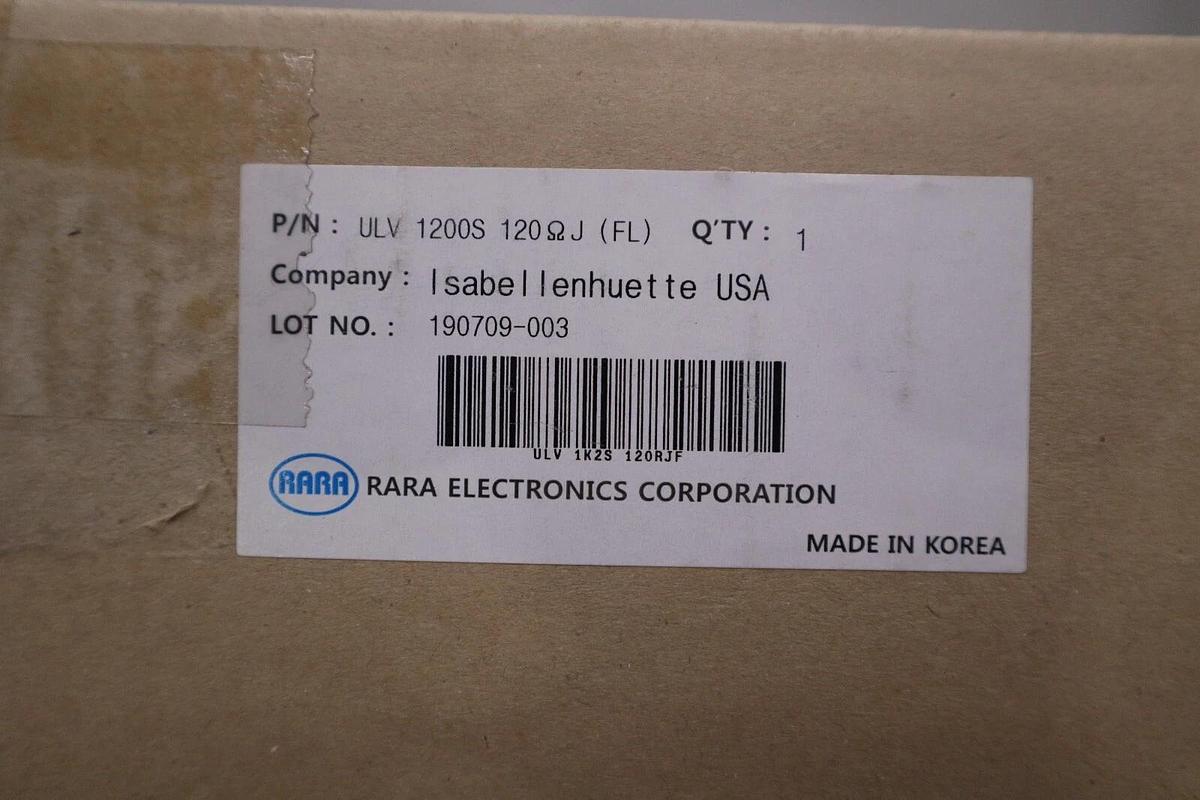 P/N : ULV 1200S 120ΩJ (FL) Q'TY : 1
Company : Isabellenhuette USA
LOT NO. : 190709-003
ULV 1K2S 120RJF
RARA RARA ELECTRONICS CORPORATION
MADE IN KOREA